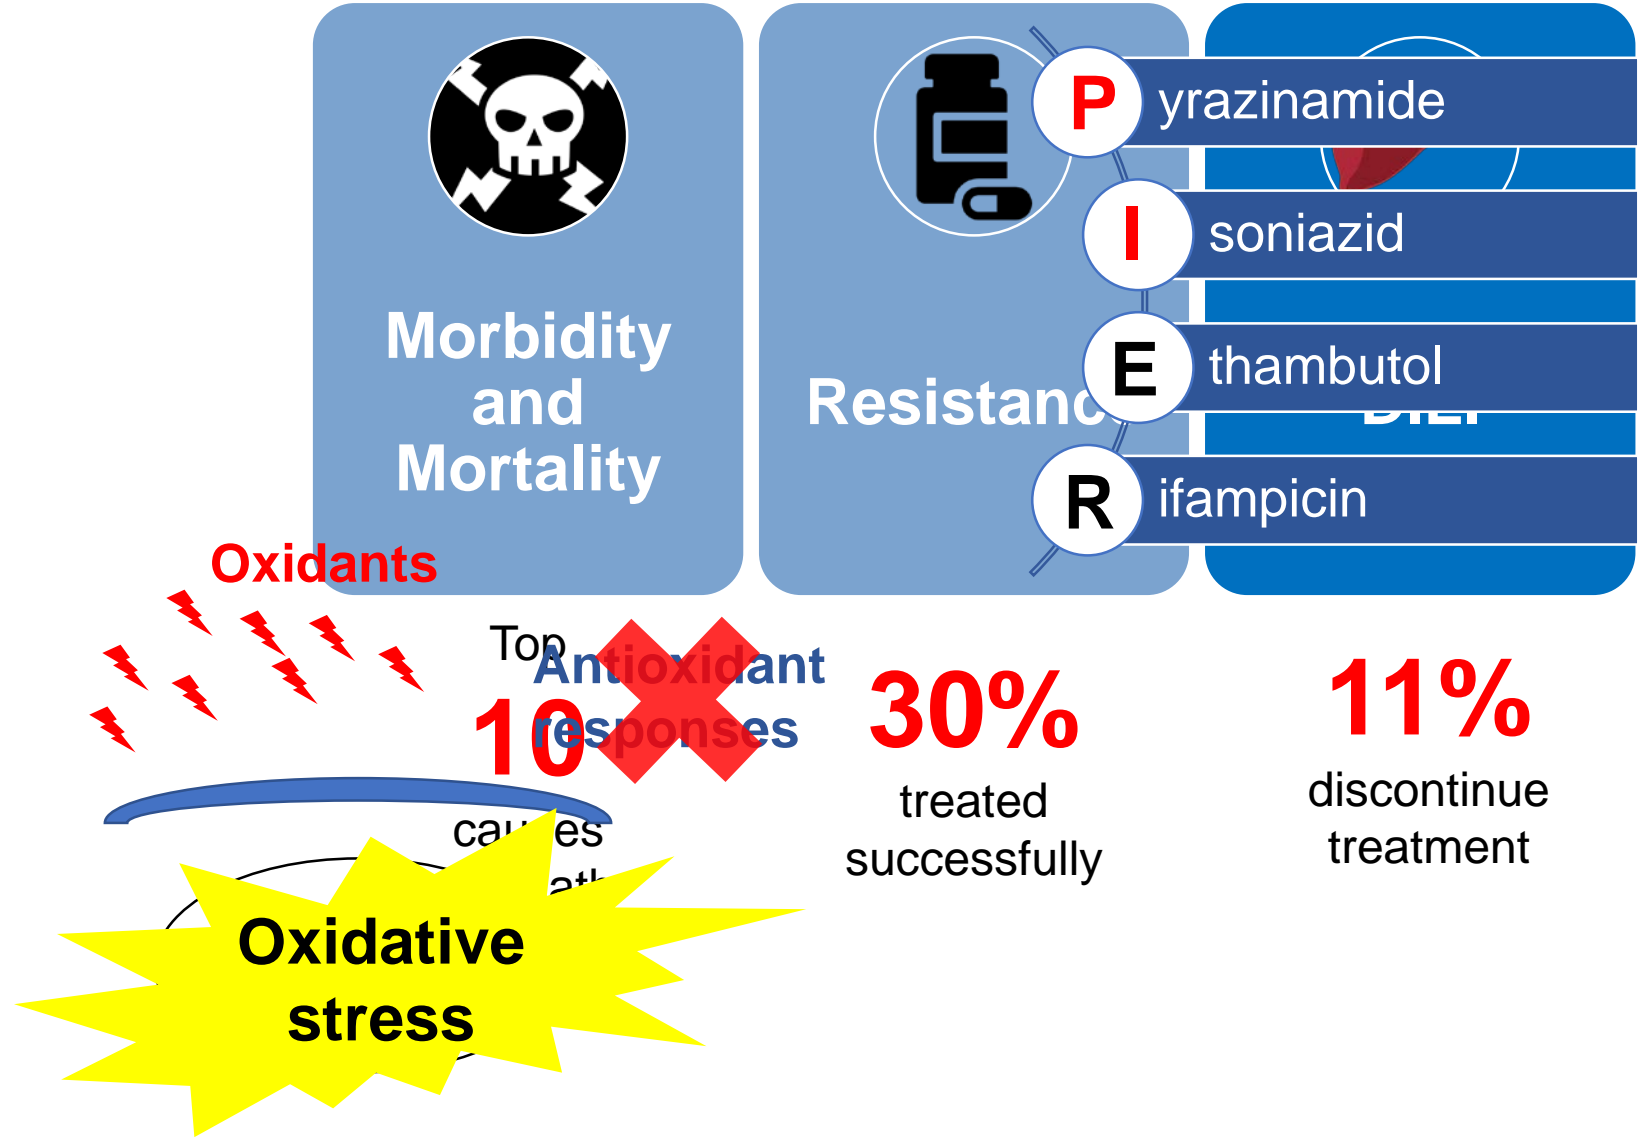 Morbidity
and
Mortality
Resistanc
P yrazinamide
I soniazid
E thambutol
R ifampicin
Oxidants
Top
10
causes
Antioxidant
responses
30%
treated
successfully
11%
discontinue
treatment
Oxidative
stress